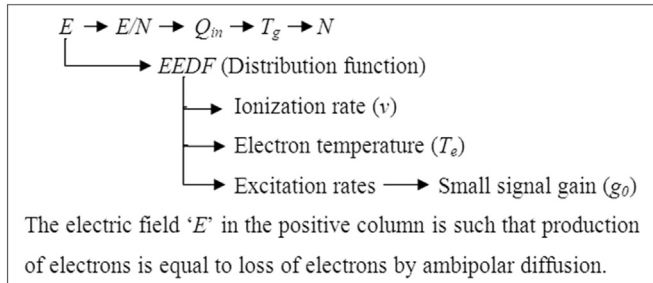 E → E/N → Q_in → T_g → N
EEDF (Distribution function)
Ionization rate (ν)
Electron temperature (T_e)
Excitation rates → Small signal gain (g_0)
The electric field ‘E’ in the positive column is such that production
of electrons is equal to loss of electrons by ambipolar diffusion.